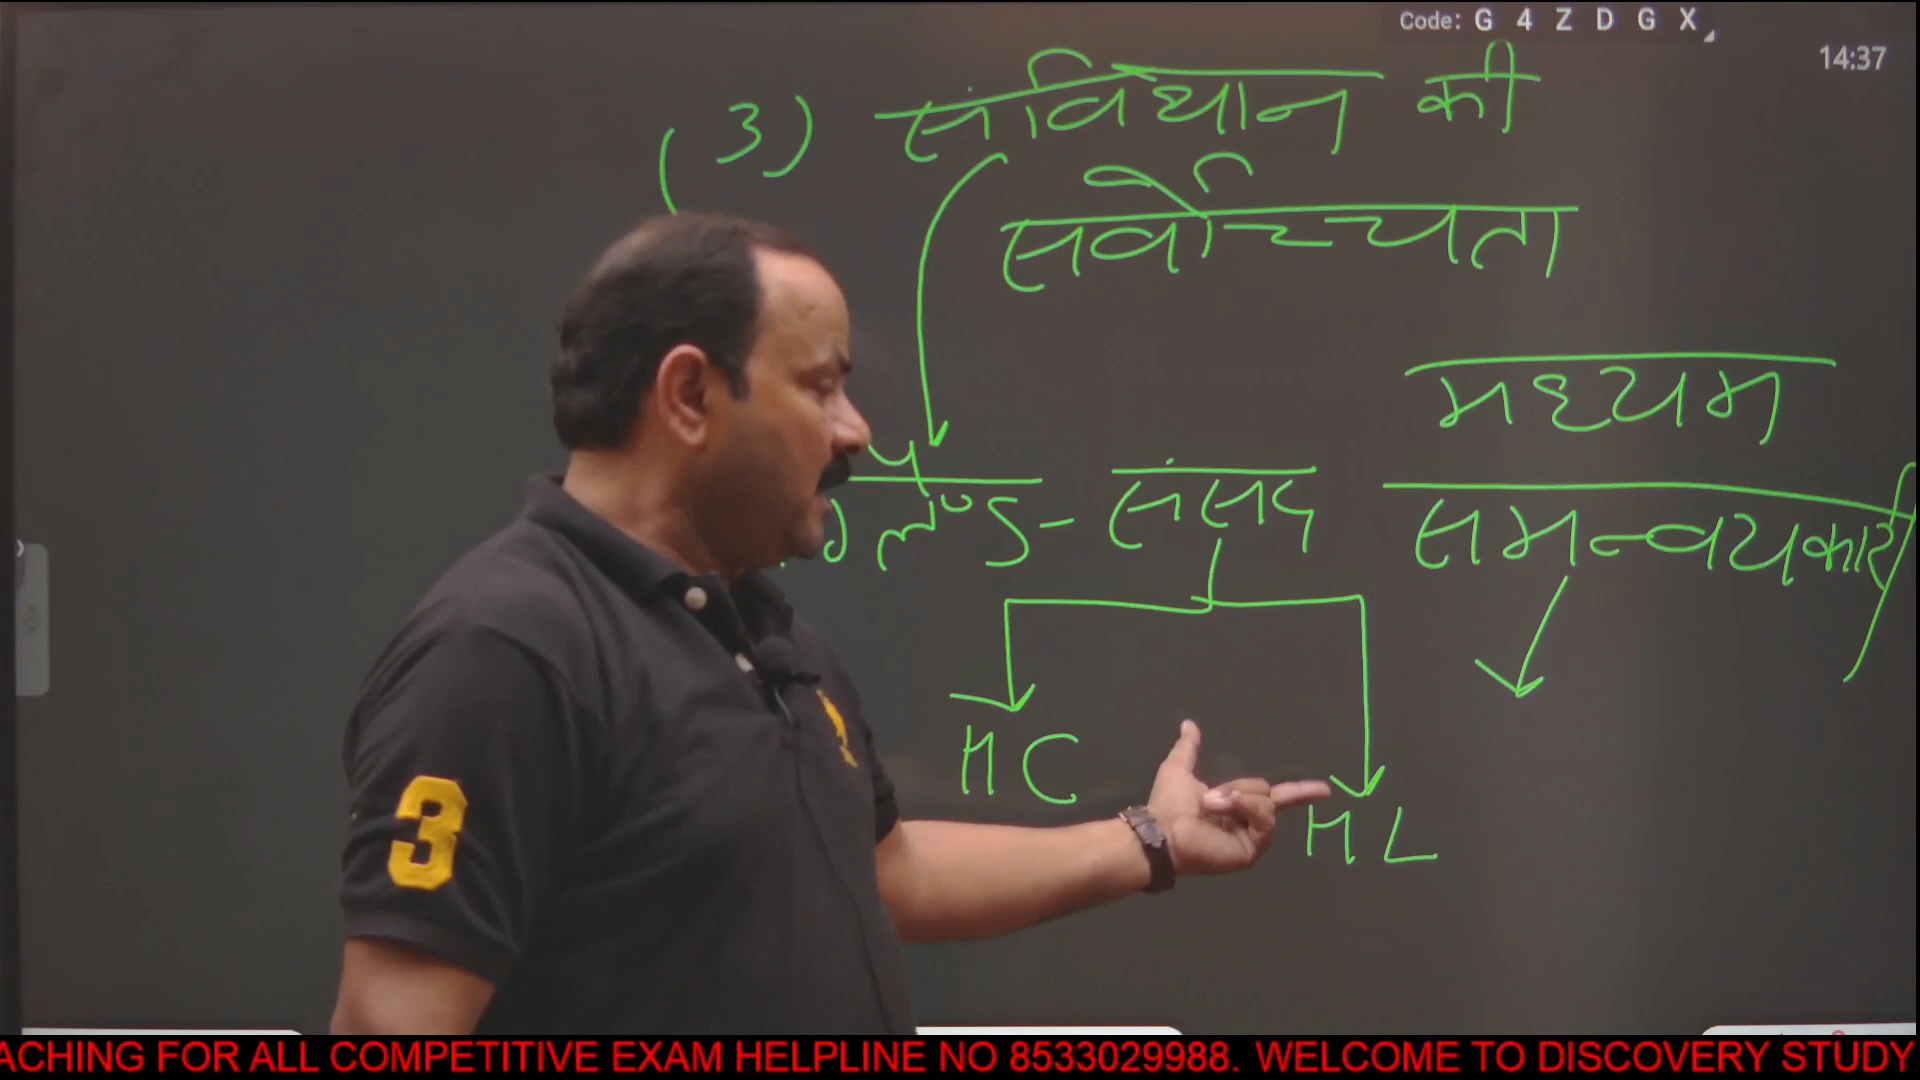 Code: G 4 Z D G X
14:37
(3) संविधान की
सर्वोच्चता
मध्यम
संसद समन्वयकारी
HC
HL
3
ACHING FOR ALL COMPETITIVE EXAM HELPLINE NO 8533029988. WELCOME TO DISCOVERY STUDY